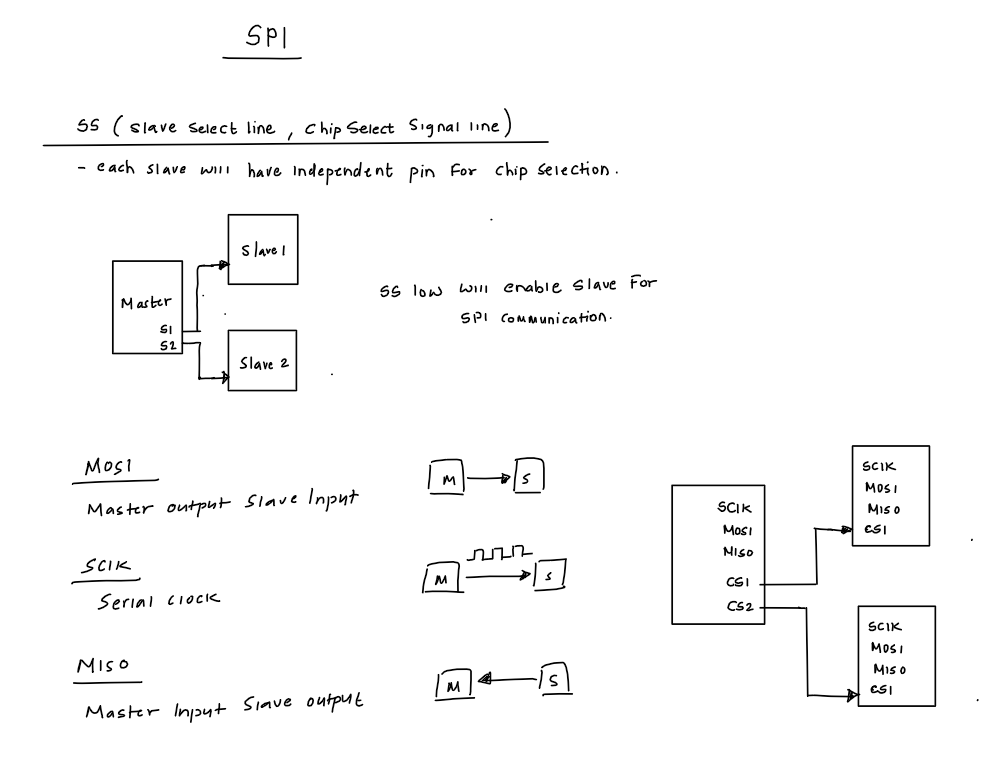 SPI
SS ( Slave Select line , Chip Select Signal line )
- each slave will have independent pin For chip selection.
Slave 1
Master
S1
S2
Slave 2
SS low will enable Slave For
SPI communication.
MOSI
Master output Slave Input
M
S
SClK
Serial clock
M
S
MISO
Master Input Slave output
M
S
SClK
MOSI
MISO
CS1
CS2
SClK
MOSI
MISO
CS1
SClK
MOSI
MISO
CS1